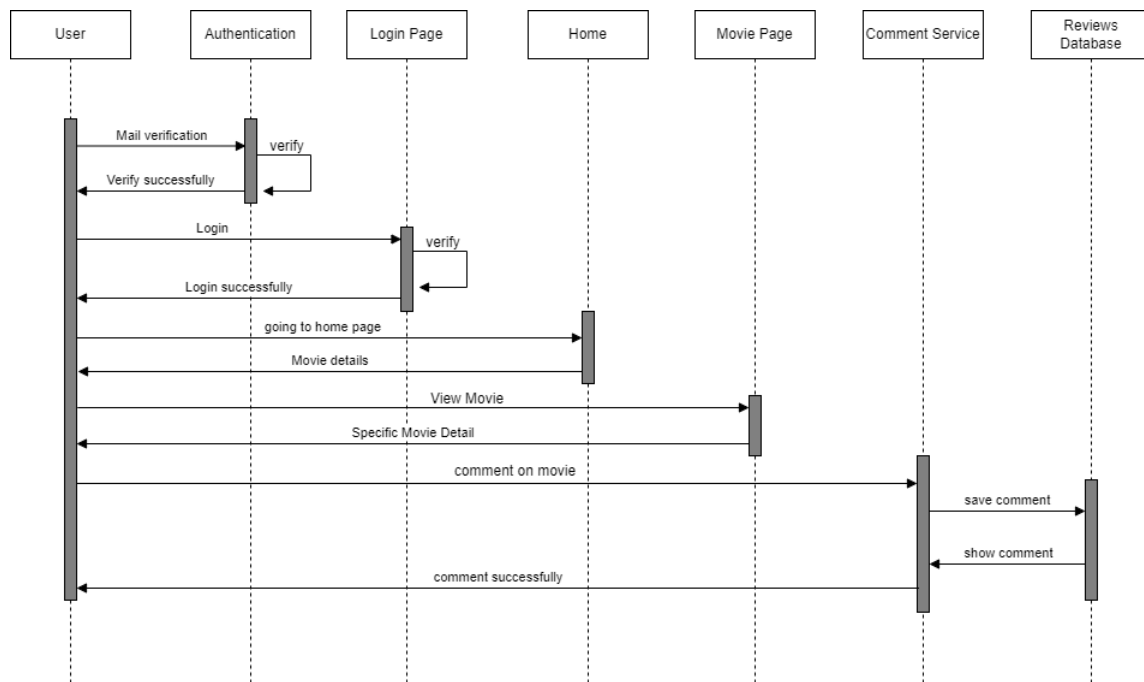 User
Authentication
Login Page
Home
Movie Page
Comment Service
Reviews
Database
Mail verification
verify
Verify successfully
Login
verify
Login successfully
going to home page
Movie details
View Movie
Specific Movie Detail
comment on movie
save comment
show comment
comment successfully